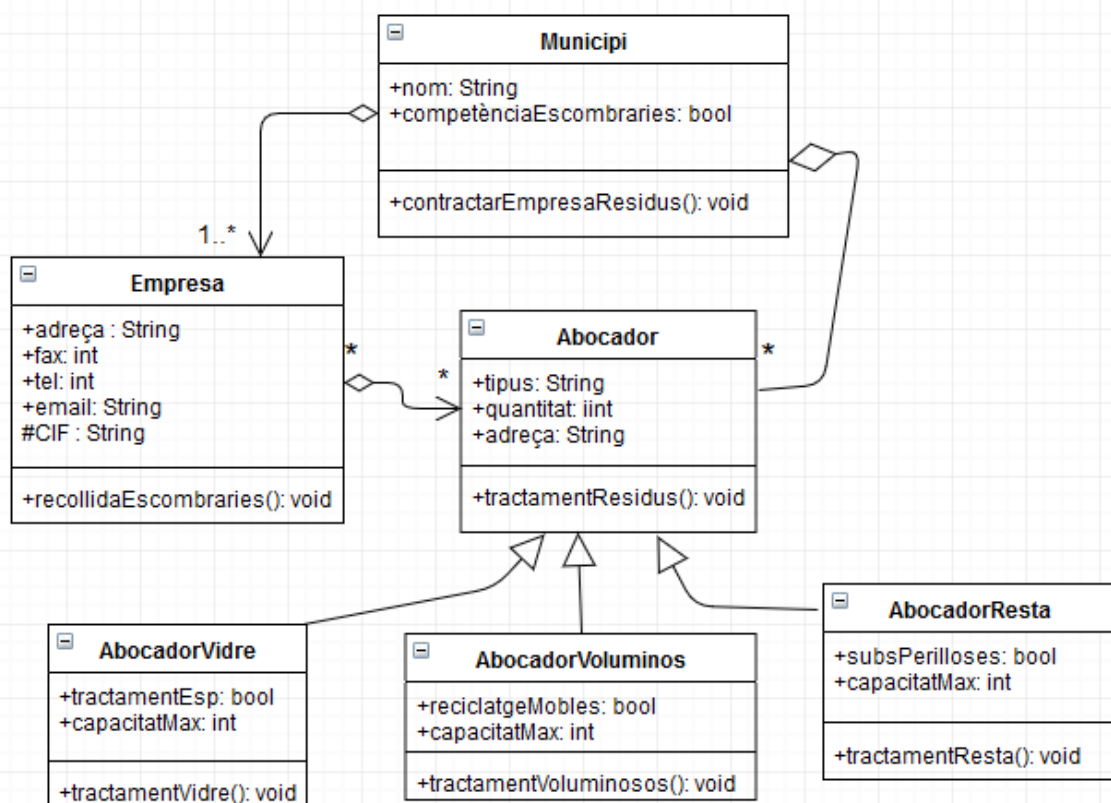 Municipi
+nom: String
+competènciaEscombraries: bool
+contractarEmpresaResidus(): void
1..*
Empresa
+adreça : String
+fax: int
+tel: int
+email: String
#CIF : String
+recollidaEscombraries(): void
*
*
Abocador
+tipus: String
+quantitat: iint
+adreça: String
+tractamentResidus(): void
*
AbocadorVidre
+tractamentEsp: bool
+capacitatMax: int
+tractamentVidre(): void
AbocadorVoluminos
+reciclatgeMobles: bool
+capacitatMax: int
+tractamentVoluminosos(): void
AbocadorResta
+subsPerilloses: bool
+capacitatMax: int
+tractamentResta(): void